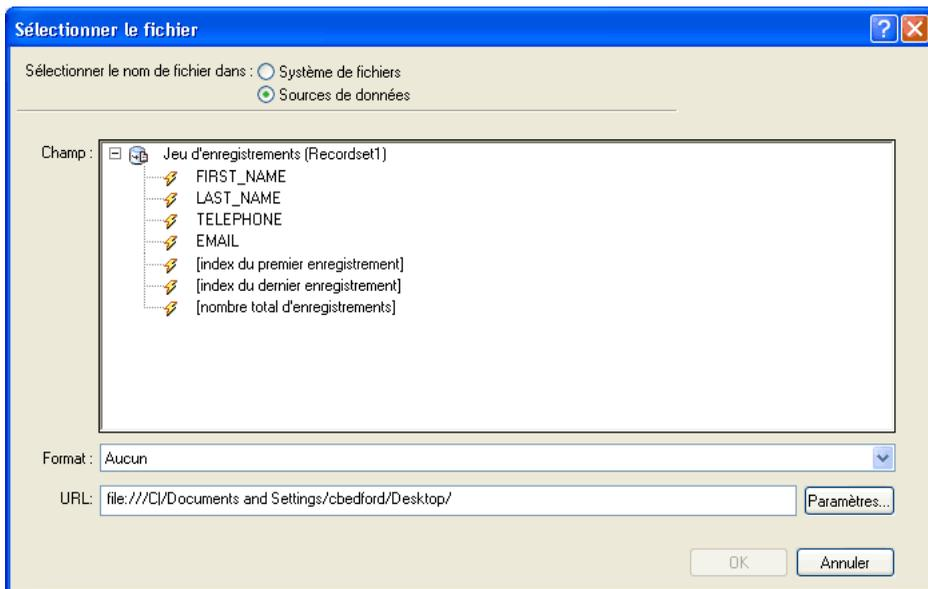 Sélectionner le fichier
Sélectionner le nom de fichier dans : Système de fichiers
Sources de données
Champ : Jeu d'enregistrements (Recordset1)
FIRST_NAME
LAST_NAME
TELEPHONE
EMAIL
[index du premier enregistrement]
[index du dernier enregistrement]
[nombre total d'enregistrements]
Format : Aucun
URL: file:///C|/Documents and Settings/cbedford/Desktop/ Paramètres...
OK Annuler